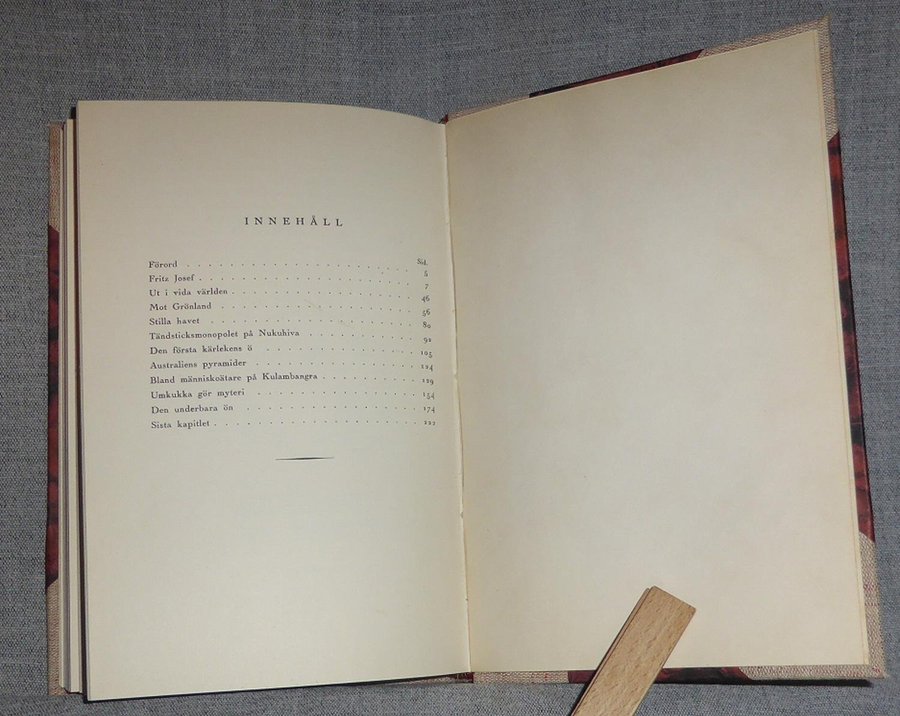 INNEHÅLL
Sid.
Förord . . . . . . . . . . . . . . . . 5
Fritz Josef . . . . . . . . . . . . . . . 7
Ut i vida världen . . . . . . . . . . . . . 46
Mot Grönland . . . . . . . . . . . . . . 56
Stilla havet . . . . . . . . . . . . . . . 80
Tändsticksmonopolet på Nukuhiva . . . . . . . . 92
Den första kärlekens ö . . . . . . . . . . . . 105
Australiens pyramider . . . . . . . . . . . . 124
Bland människoätare på Kulambangra . . . . . . . 129
Umkukka gör myteri . . . . . . . . . . . . 154
Den underbara ön . . . . . . . . . . . . . 174
Sista kapitlet . . . . . . . . . . . . . . . 222